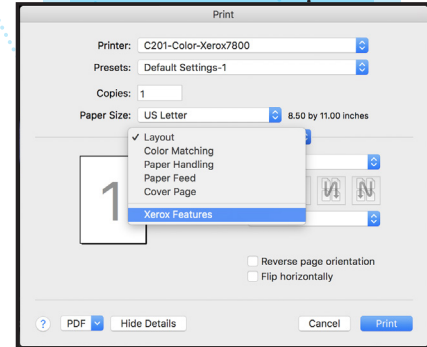 Print
Printer: C201-Color-Xerox7800
Presets: Default Settings-1
Copies: 1
Paper Size: US Letter 8.50 by 11.00 inches
✓ Layout
Color Matching
Paper Handling
Paper Feed
Cover Page
Xerox Features
1
Reverse page orientation
Flip horizontally
? PDF Hide Details Cancel Print